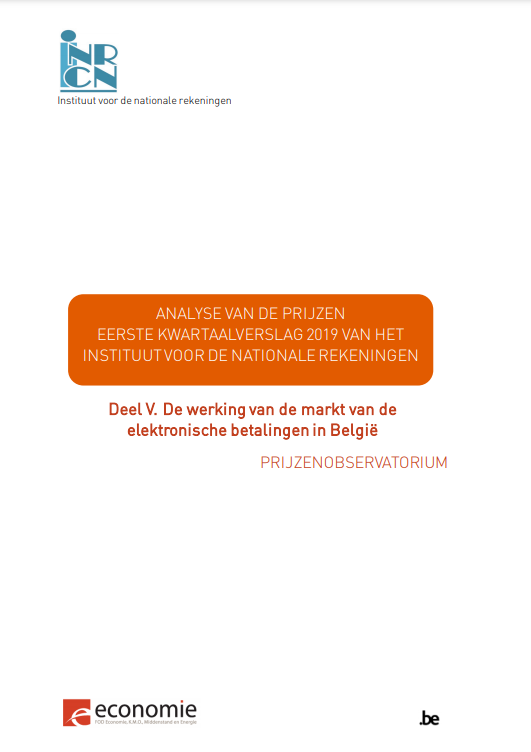 INR
ICN
Instituut voor de nationale rekeningen
ANALYSE VAN DE PRIJZEN
EERSTE KWARTAALVERSLAG 2019 VAN HET
INSTITUUT VOOR DE NATIONALE REKENINGEN
Deel V. De werking van de markt van de
elektronische betalingen in België
PRIJZENOBSERVATORIUM
economie
FOD Economie, K.M.O., Middenstand en Energie
.be